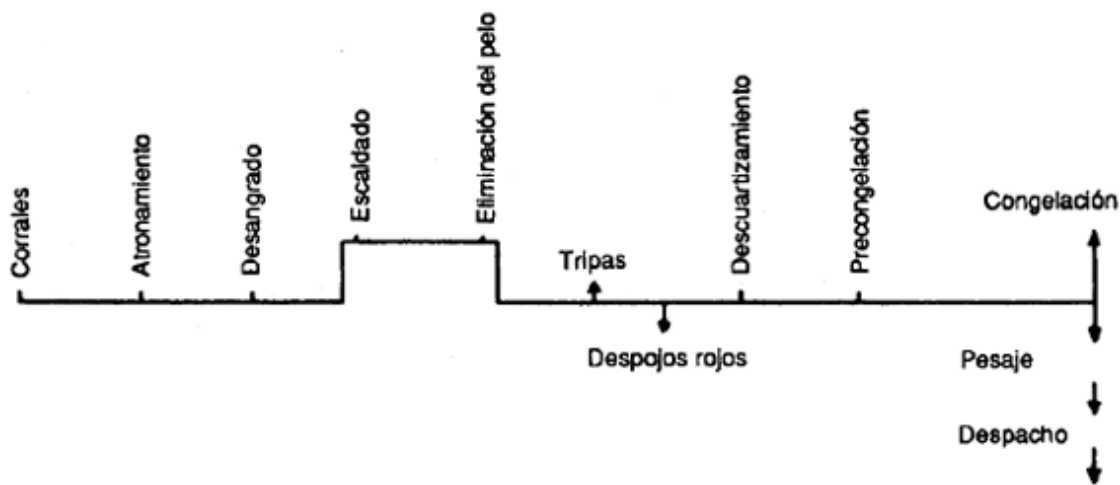 Corrales
Atronamiento
Desangrado
Escaldado
Eliminación del pelo
Tripas
Despojos rojos
Descuartizamiento
Precongelación
Congelación
Pesaje
Despacho